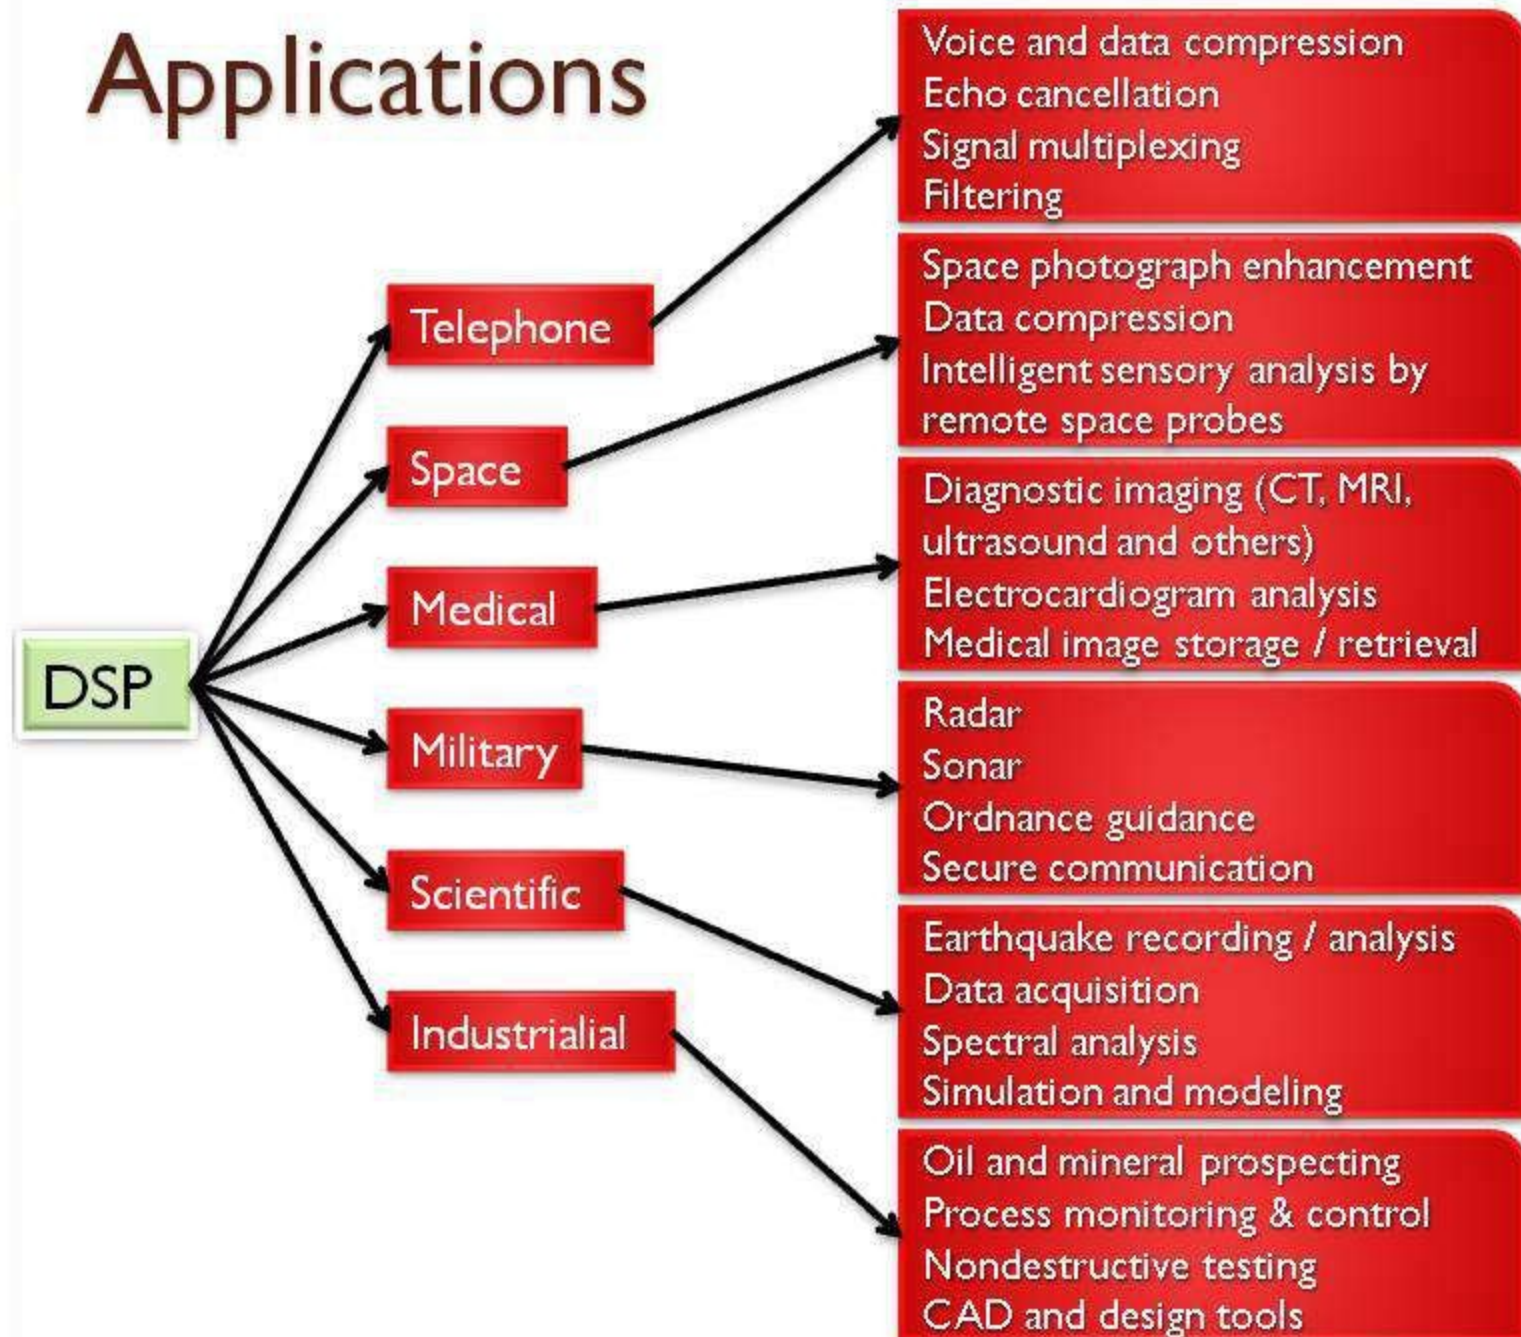 Applications
DSP
Telephone
Space
Medical
Military
Scientific
Industrialial
Voice and data compression
Echo cancellation
Signal multiplexing
Filtering
Space photograph enhancement
Data compression
Intelligent sensory analysis by
remote space probes
Diagnostic imaging (CT, MRI,
ultrasound and others)
Electrocardiogram analysis
Medical image storage / retrieval
Radar
Sonar
Ordnance guidance
Secure communication
Earthquake recording / analysis
Data acquisition
Spectral analysis
Simulation and modeling
Oil and mineral prospecting
Process monitoring & control
Nondestructive testing
CAD and design tools